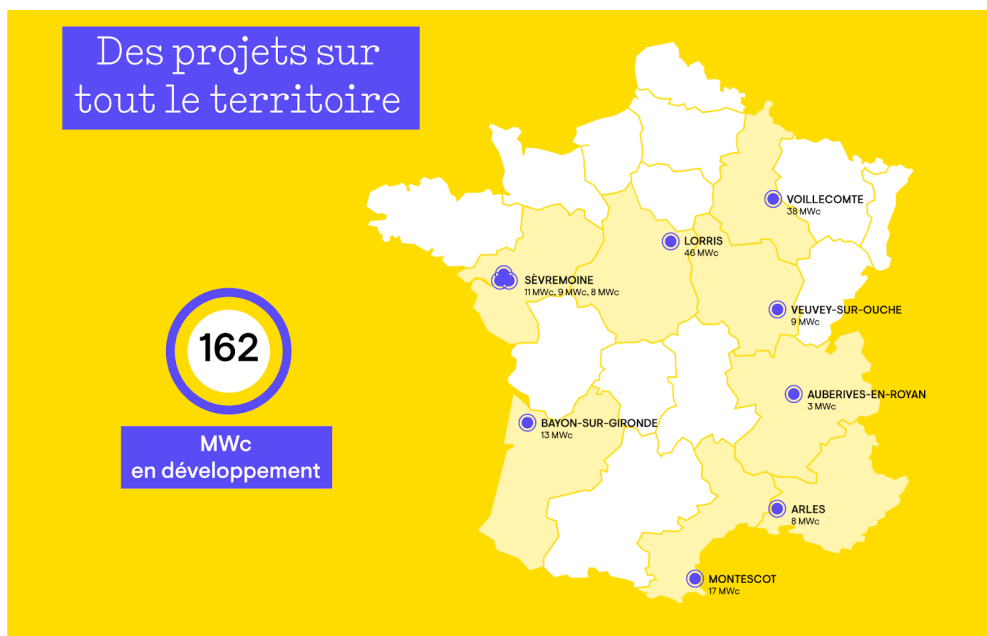 Des projets sur
tout le territoire
VOILLECOMTE
38 MWc
LORRIS
46 MWc
SÈVREMOINE
11 MWc, 9 MWc, 8 MWc
VEUVEY-SUR-OUCHE
9 MWc
162
MWc
en développement
AUBERIVES-EN-ROYAN
3 MWc
BAYON-SUR-GIRONDE
13 MWc
ARLES
8 MWc
MONTESCOT
17 MWc